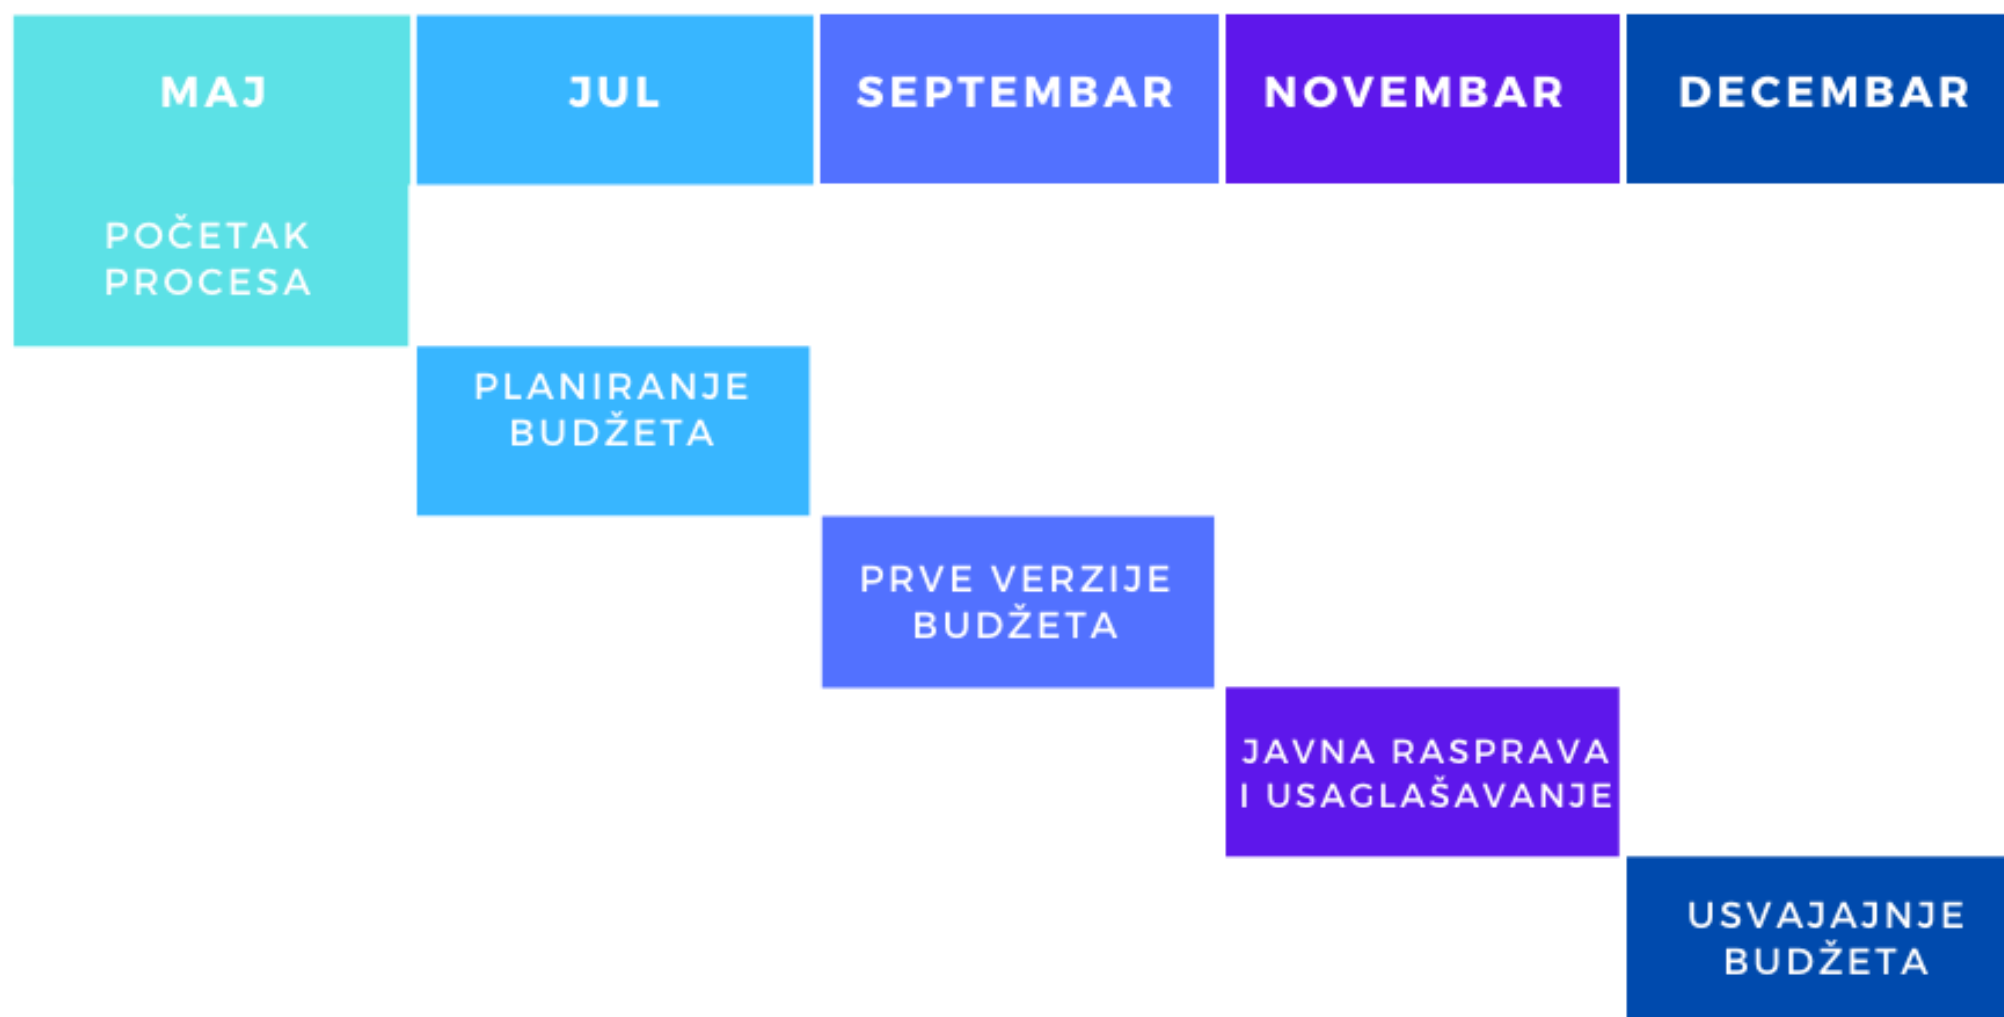 MAJ
JUL
SEPTEMBAR
NOVEMBAR
DECEMBAR
POČETAK
PROCESA
PLANIRANJE
BUDŽETA
PRVE VERZIJE
BUDŽETA
JAVNA RASPRAVA
I USAGLAŠAVANJE
USVAJAJNJE
BUDŽETA